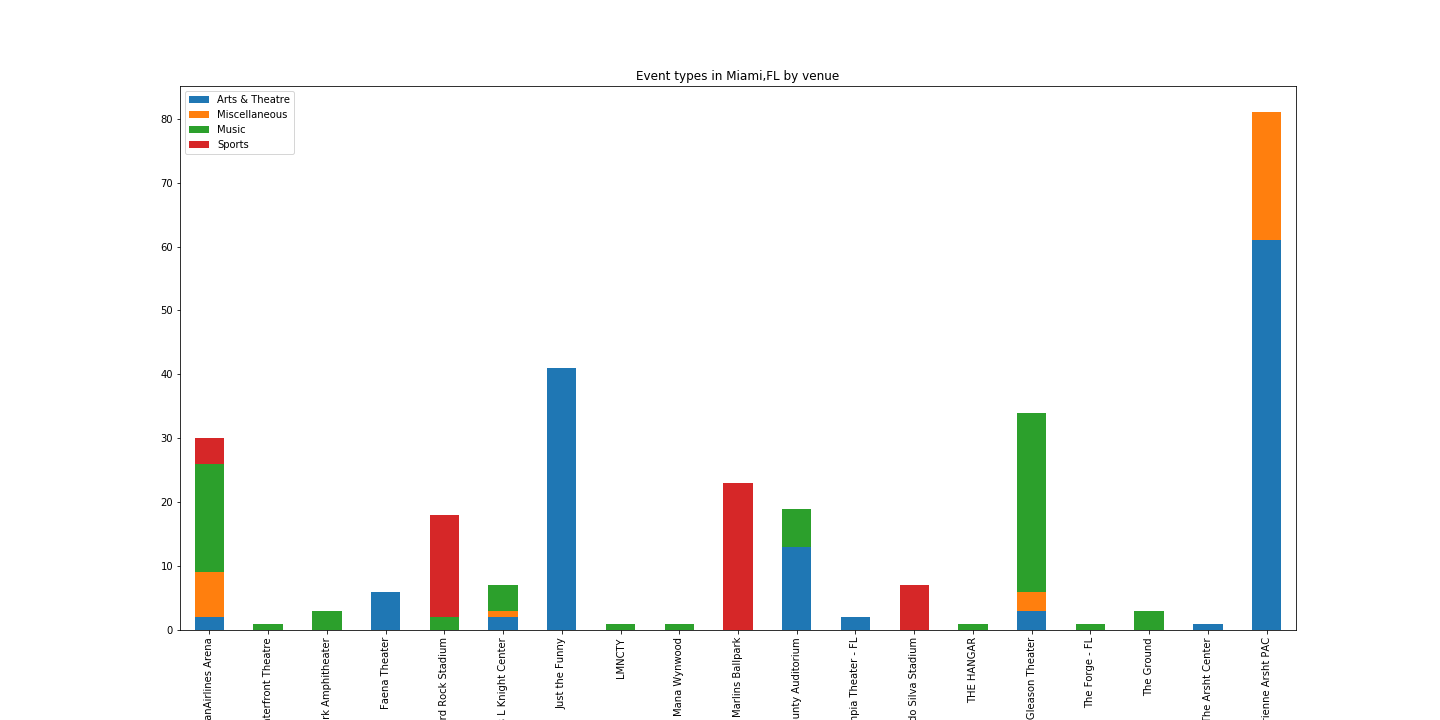 Event types in Miami,FL by venue
Arts & Theatre
Miscellaneous
Music
Sports
80
70
60
50
40
30
20
10
0
anAirlines Arena
terfront Theatre
rk Amphitheater
Faena Theater
rd Rock Stadium
L Knight Center
Just the Funny
LMNCTY
Mana Wynwood
Marlins Ballpark
unty Auditorium
npia Theater - FL
do Silva Stadium
THE HANGAR
Gleason Theater
The Forge - FL
The Ground
The Arsht Center
ienne Arsht PAC